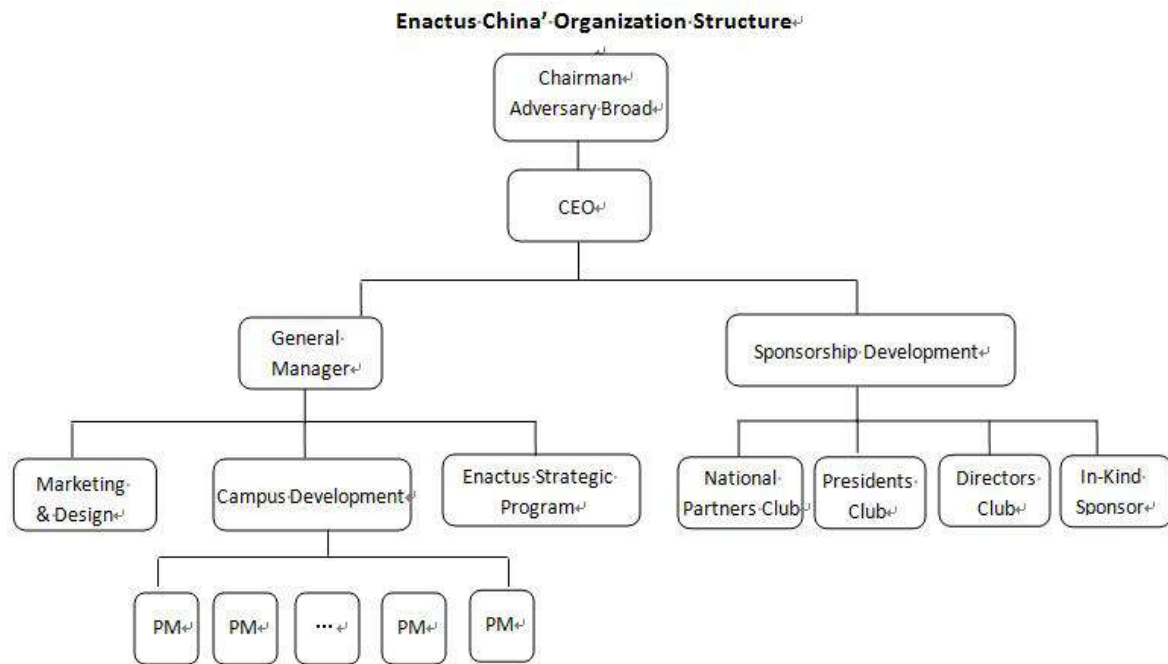 Enactus China’ Organization Structure
Chairman
Adversary Broad
CEO
General
Manager
Sponsorship Development
Marketing
& Design
Campus Development
Enactus Strategic
Program
National
Partners Club
Presidents
Club
Directors
Club
In-Kind
Sponsor
PM
PM
...
PM
PM